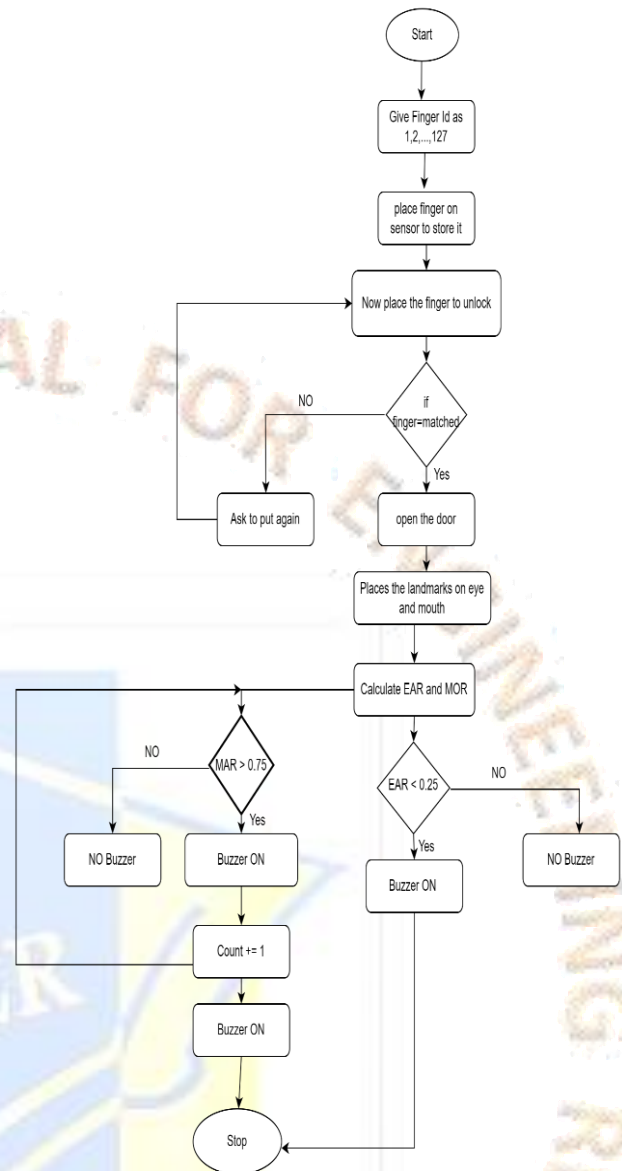 Start
Give Finger Id as
1,2,...,127
place finger on
sensor to store it
Now place the finger to unlock
NO
if
finger=matched
Yes
Ask to put again
open the door
Places the landmarks on eye
and mouth
Calculate EAR and MOR
NO
MAR > 0.75
EAR < 0.25
NO
Yes
Yes
NO Buzzer
Buzzer ON
Buzzer ON
NO Buzzer
Count += 1
Buzzer ON
Stop
AL FOR ENGINEERING R